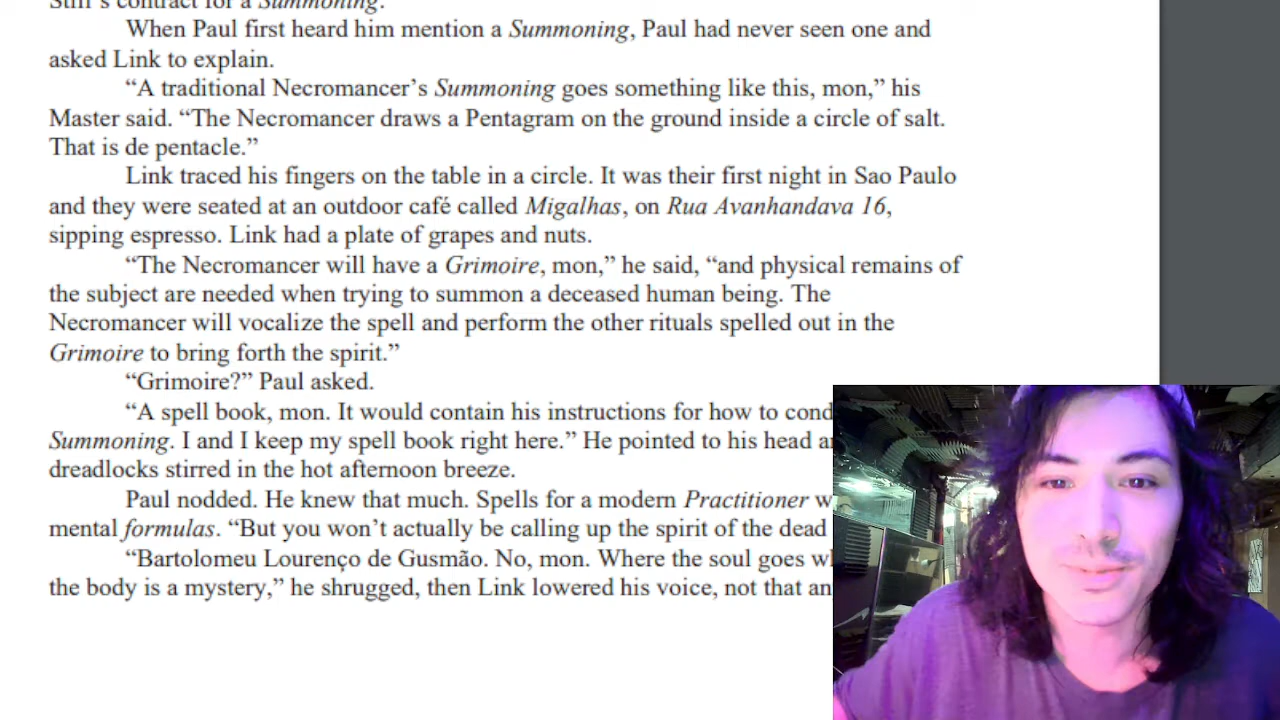 Still's contract for a Summoning.
When Paul first heard him mention a Summoning, Paul had never seen one and
asked Link to explain.
“A traditional Necromancer’s Summoning goes something like this, mon,” his
Master said. “The Necromancer draws a Pentagram on the ground inside a circle of salt.
That is de pentacle.”
Link traced his fingers on the table in a circle. It was their first night in Sao Paulo
and they were seated at an outdoor café called Migalhas, on Rua Avanhandava 16,
sipping espresso. Link had a plate of grapes and nuts.
“The Necromancer will have a Grimoire, mon,” he said, “and physical remains of
the subject are needed when trying to summon a deceased human being. The
Necromancer will vocalize the spell and perform the other rituals spelled out in the
Grimoire to bring forth the spirit.”
“Grimoire?” Paul asked.
“A spell book, mon. It would contain his instructions for how to
Summoning. I and I keep my spell book right here.” He pointed to his head
dreadlocks stirred in the hot afternoon breeze.
Paul nodded. He knew that much. Spells for a modern Practitioner
mental formulas. “But you won’t actually be calling up the spirit of the dead
“Bartolomeu Lourenço de Gusmão. No, mon. Where the soul goes
the body is a mystery,” he shrugged, then Link lowered his voice, not that